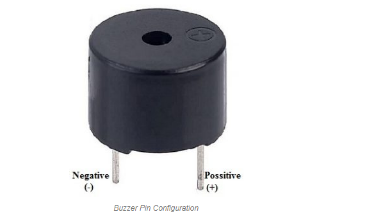 Negative Possitive
(-) (+)
Buzzer Pin Configuration